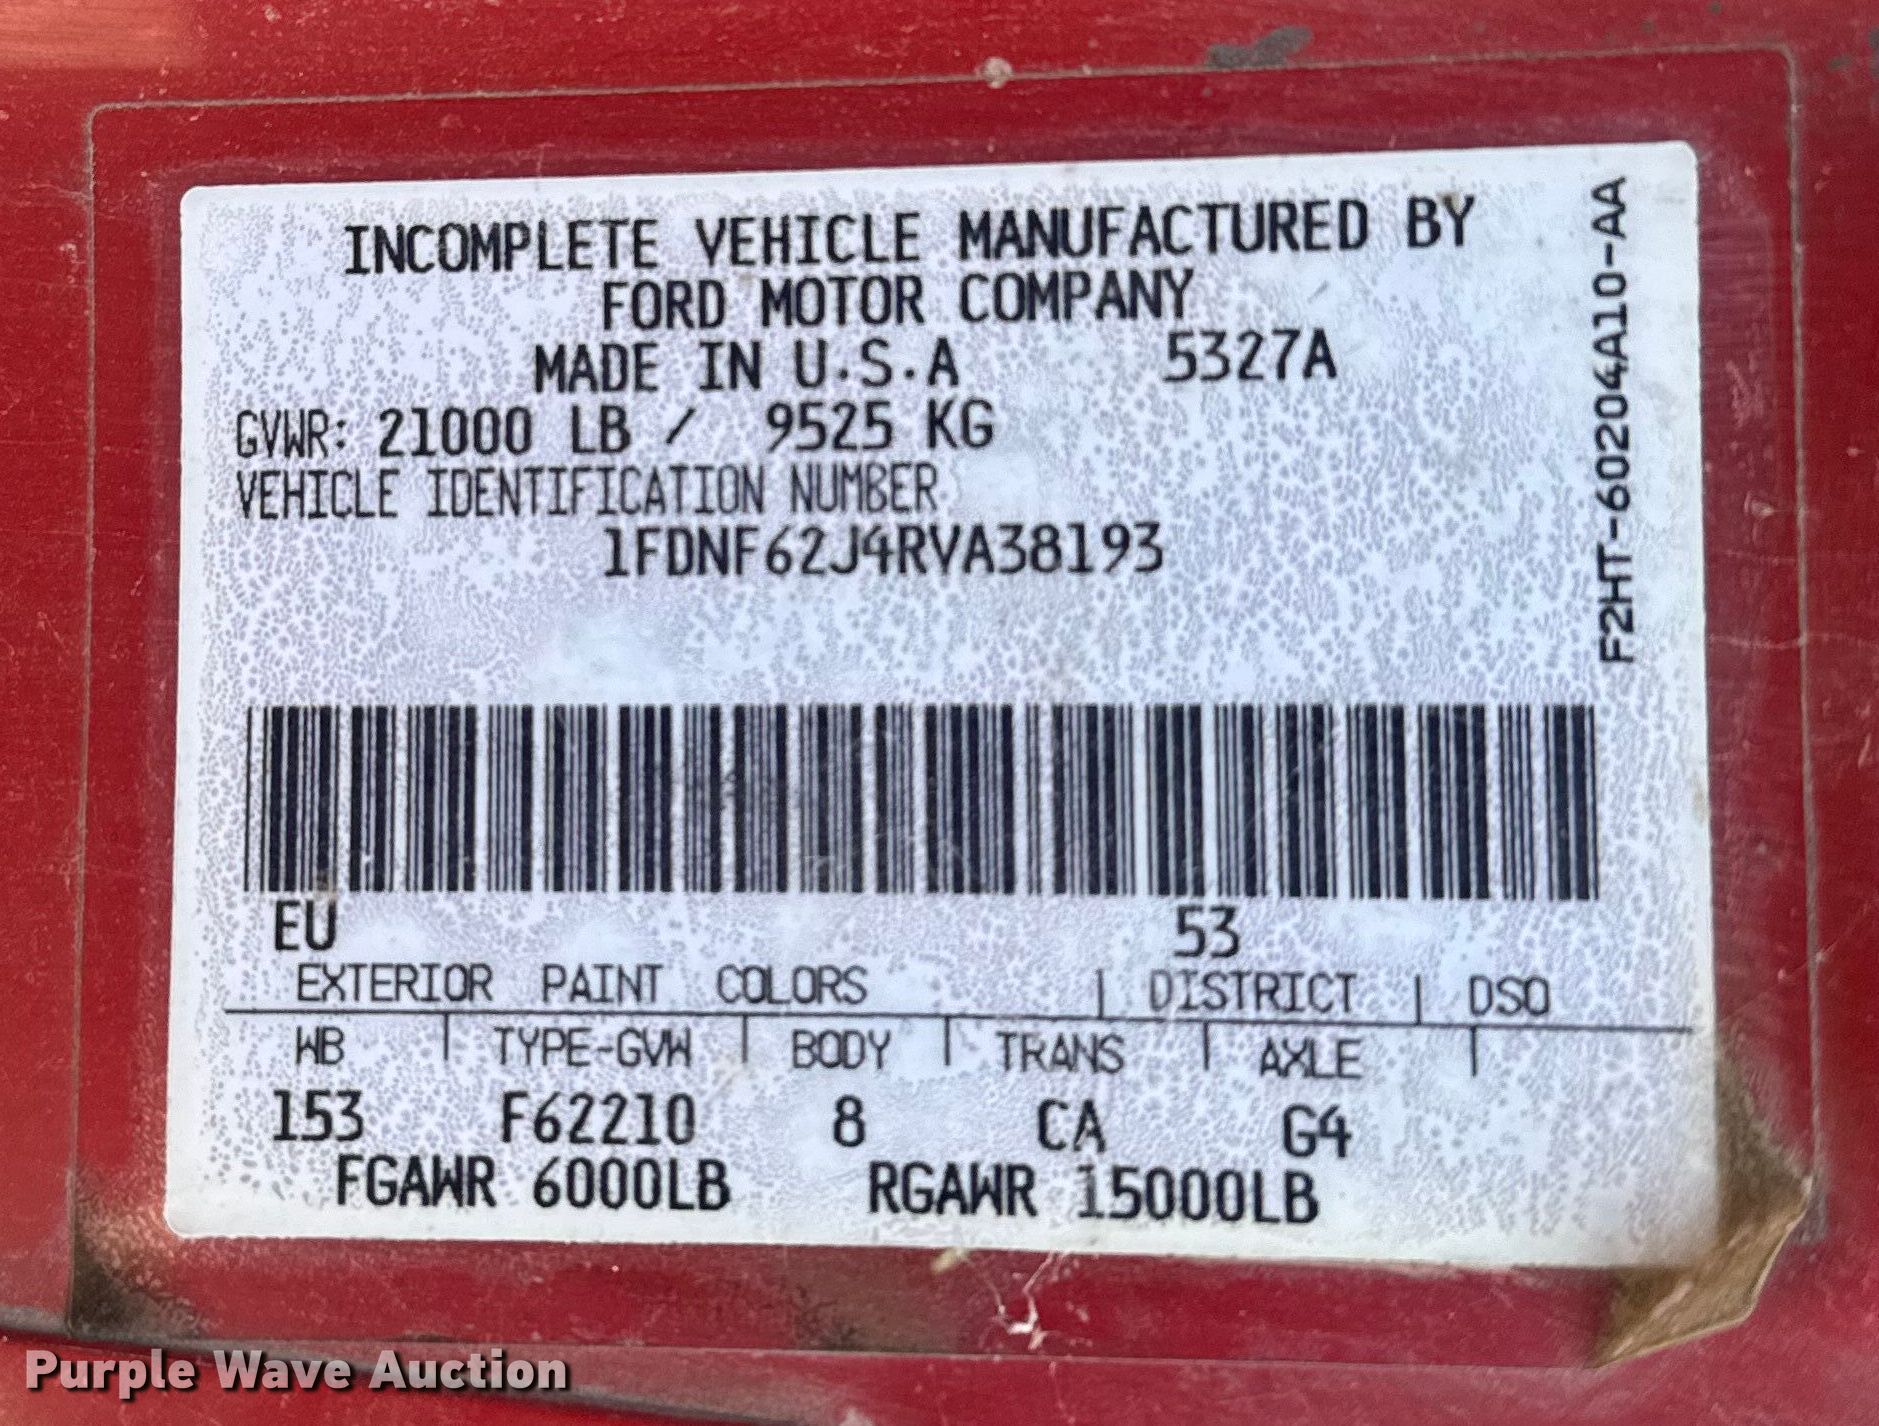 INCOMPLETE VEHICLE MANUFACTURED BY
FORD MOTOR COMPANY
MADE IN U.S.A 5327A
GVWR: 21000 LB / 9525 KG
VEHICLE IDENTIFICATION NUMBER
1FDNF62J4RVA38193
F2HT-60204A10-AA
EU 53
EXTERIOR PAINT COLORS | DISTRICT | DSO
WB | TYPE-GVW | BODY | TRANS | AXLE |
153 F62210 8 CA G4
FGAWR 6000LB RGAWR 15000LB
Purple Wave Auction